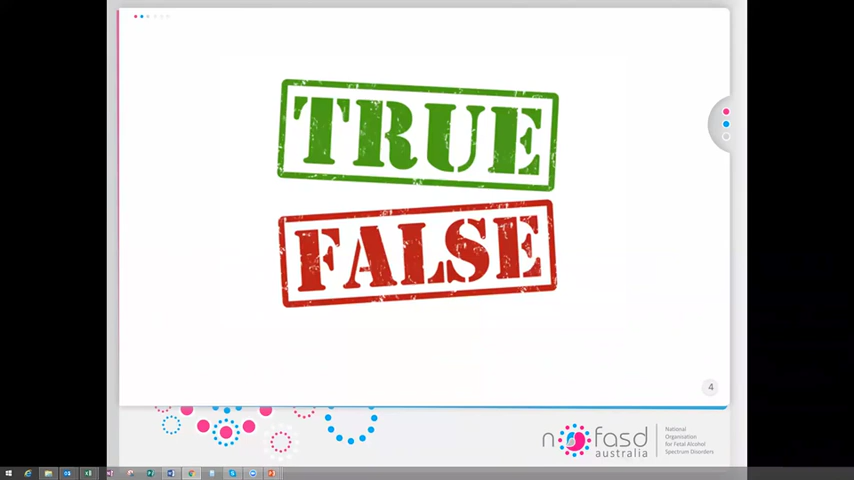 TRUE
FALSE
4
nofasd
australia
National
Organisation
for Fetal Alcohol
Spectrum Disorders